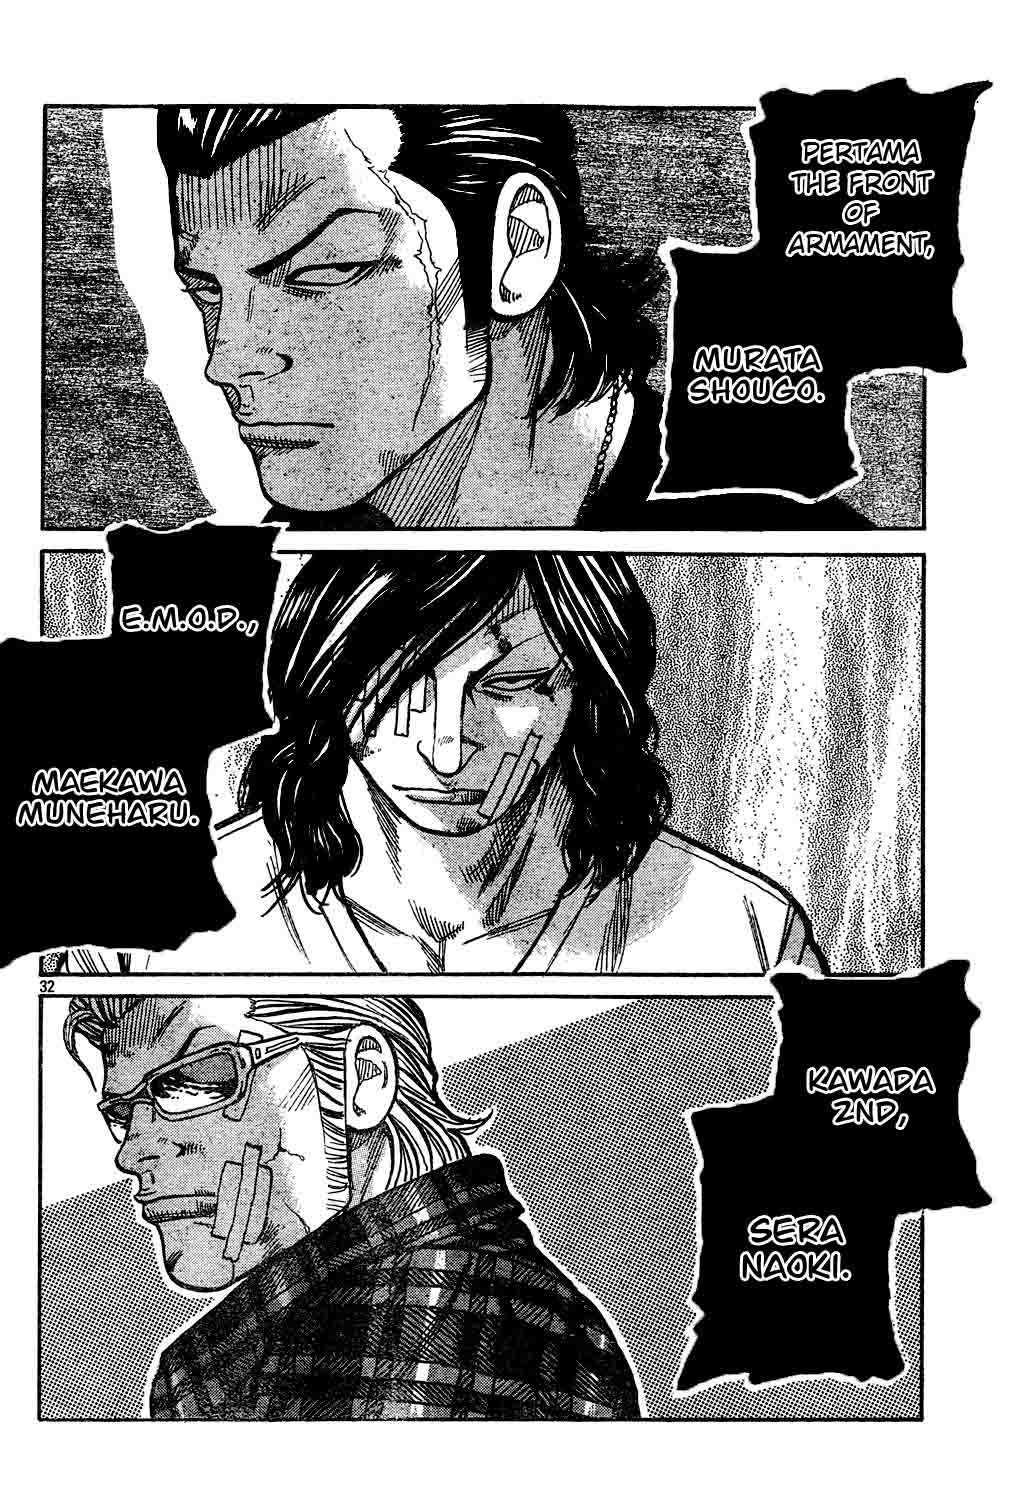 PERTAMA
THE FRONT
OF
ARMAMENT,
MURATA
SHOUGO.
E.M.O.D.,
MAEKAWA
MUNEHARU.
32
KAWADA
2ND,
SERA
NAOKI.